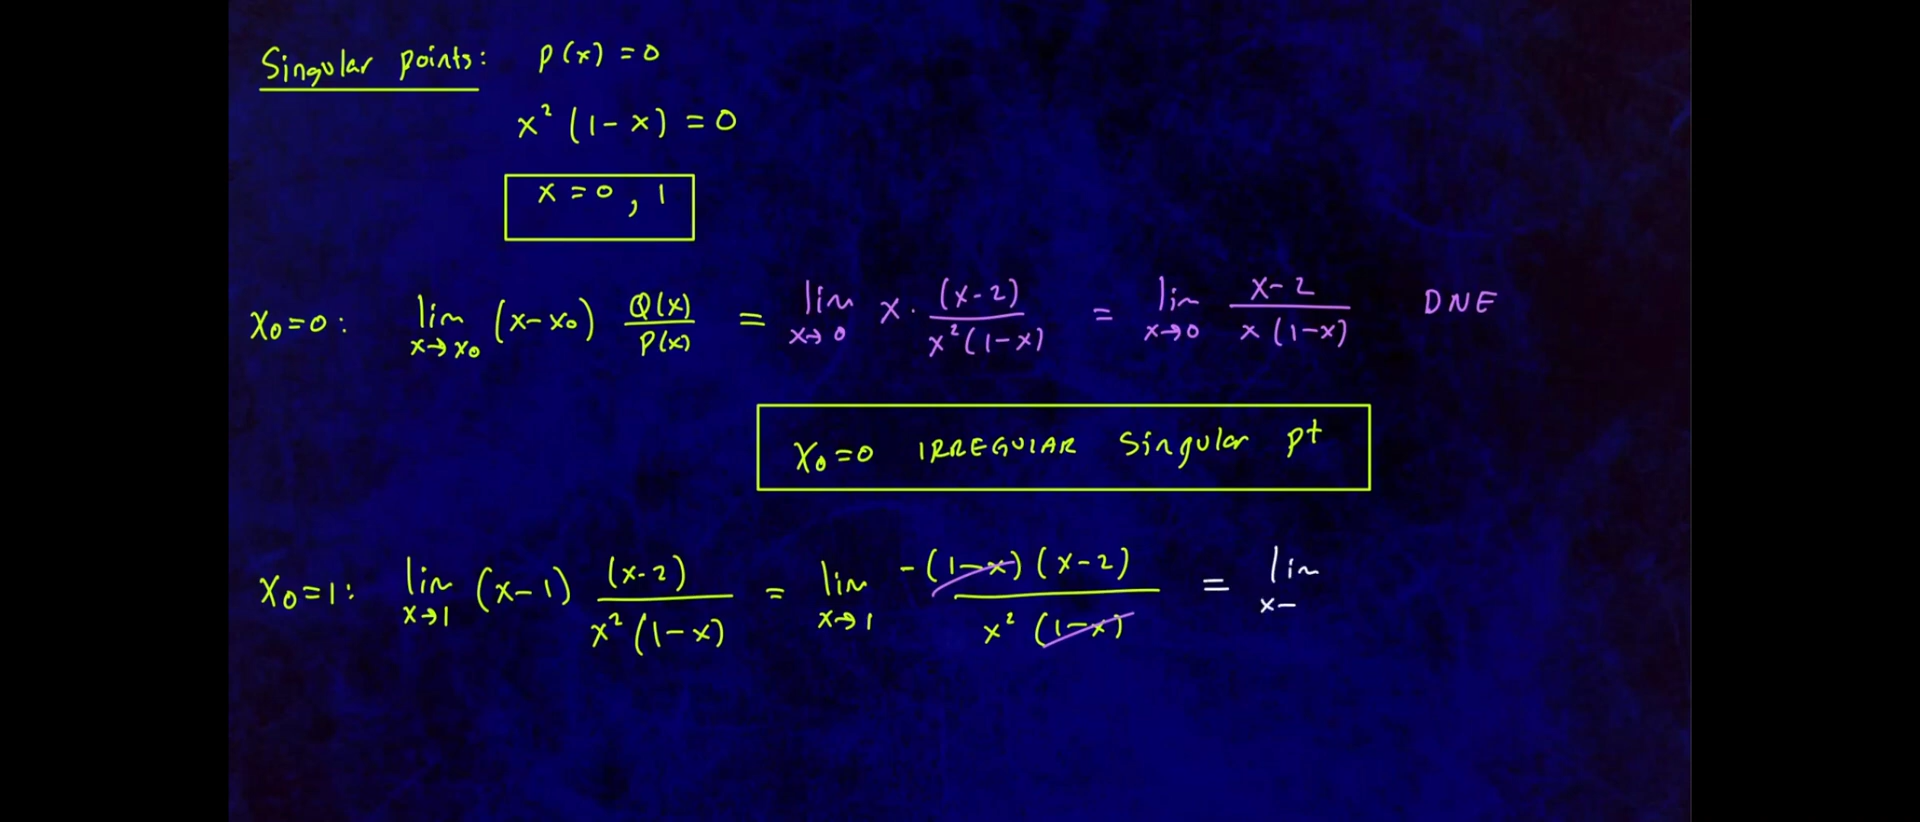 Singular points: P(x) = 0
x² (1 - x) = 0
x = 0, 1
x₀ = 0: lim x→x₀ (x - x₀) Q(x)/P(x) = lim x→0 x · (x-2)/x²(1-x) = lim x→0 x-2/x(1-x) DNE
x₀ = 0 IRREGULAR Singular pt
x₀ = 1: lim x→1 (x-1) (x-2)/x²(1-x) = lim x→1 -(1-x)(x-2)/x²(1-x) = lim x-